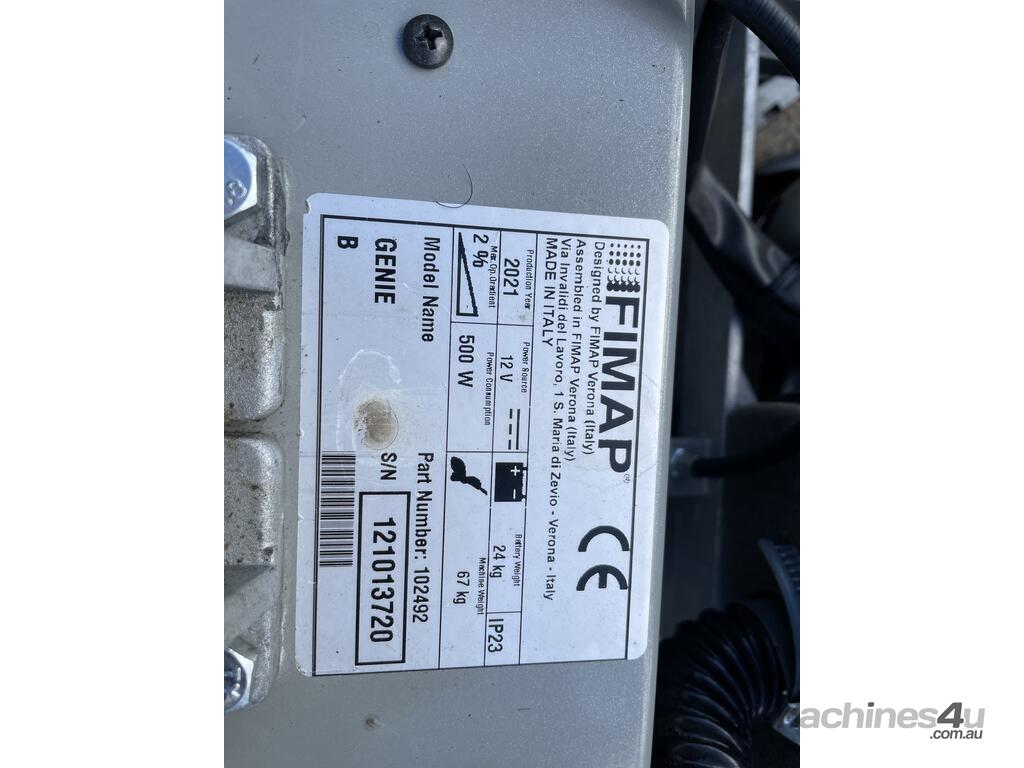 FIMAP®
CE
Designed by FIMAP Verona (Italy)
Assembled in FIMAP Verona (Italy)
Via Invalidi del Lavoro, 1 S. Maria di Zevio - Verona - Italy
MADE IN ITALY
Production Year
2021
Power Source
12 V
+ -
Battery Weight
24 kg
IP23
Max. Op. Gradient
2 %
Power Consumption
500 W
Machine Weight
67 kg
Model Name
Part Number: 102492
GENIE
S/N 121013720
B
8.
machines4u
.com.au